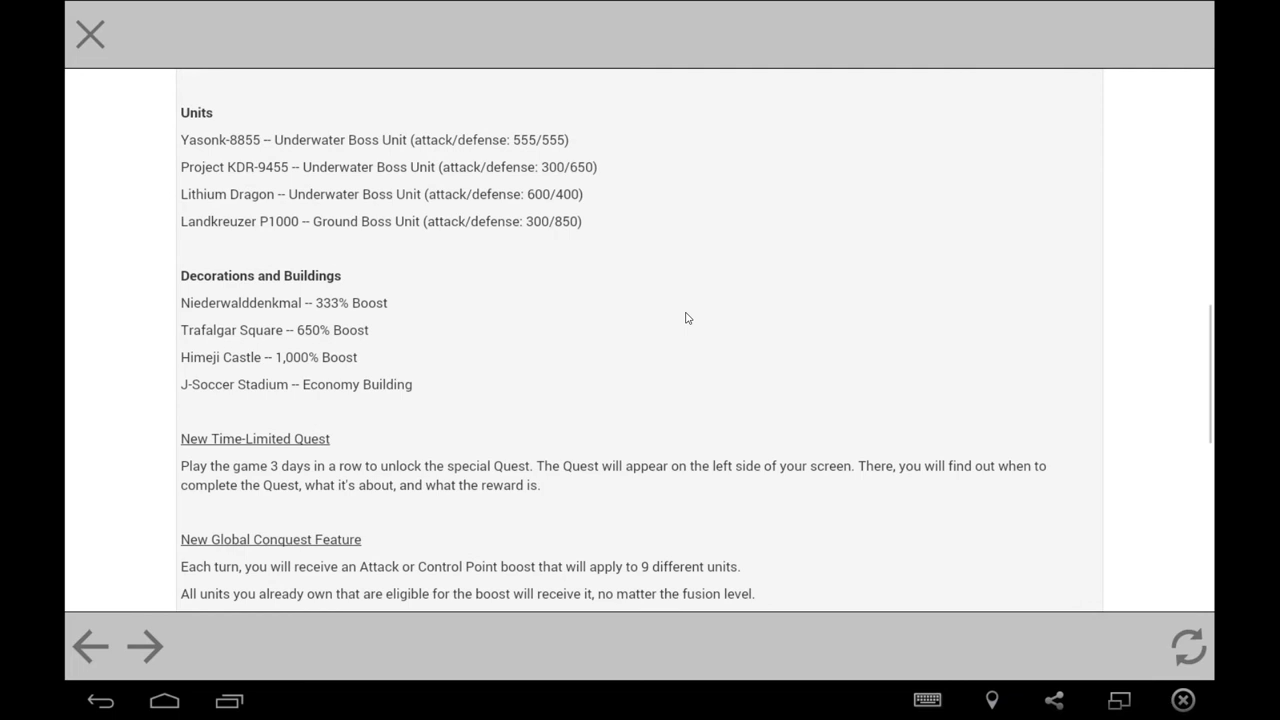 Units
Yasonk-8855 -- Underwater Boss Unit (attack/defense: 555/555)
Project KDR-9455 -- Underwater Boss Unit (attack/defense: 300/650)
Lithium Dragon -- Underwater Boss Unit (attack/defense: 600/400)
Landkreuzer P1000 -- Ground Boss Unit (attack/defense: 300/850)
Decorations and Buildings
Niederwalddenkmal -- 333% Boost
Trafalgar Square -- 650% Boost
Himeji Castle -- 1,000% Boost
J-Soccer Stadium -- Economy Building
New Time-Limited Quest
Play the game 3 days in a row to unlock the special Quest. The Quest will appear on the left side of your screen. There, you will find out when to
complete the Quest, what it's about, and what the reward is.
New Global Conquest Feature
Each turn, you will receive an Attack or Control Point boost that will apply to 9 different units.
All units you already own that are eligible for the boost will receive it, no matter the fusion level.